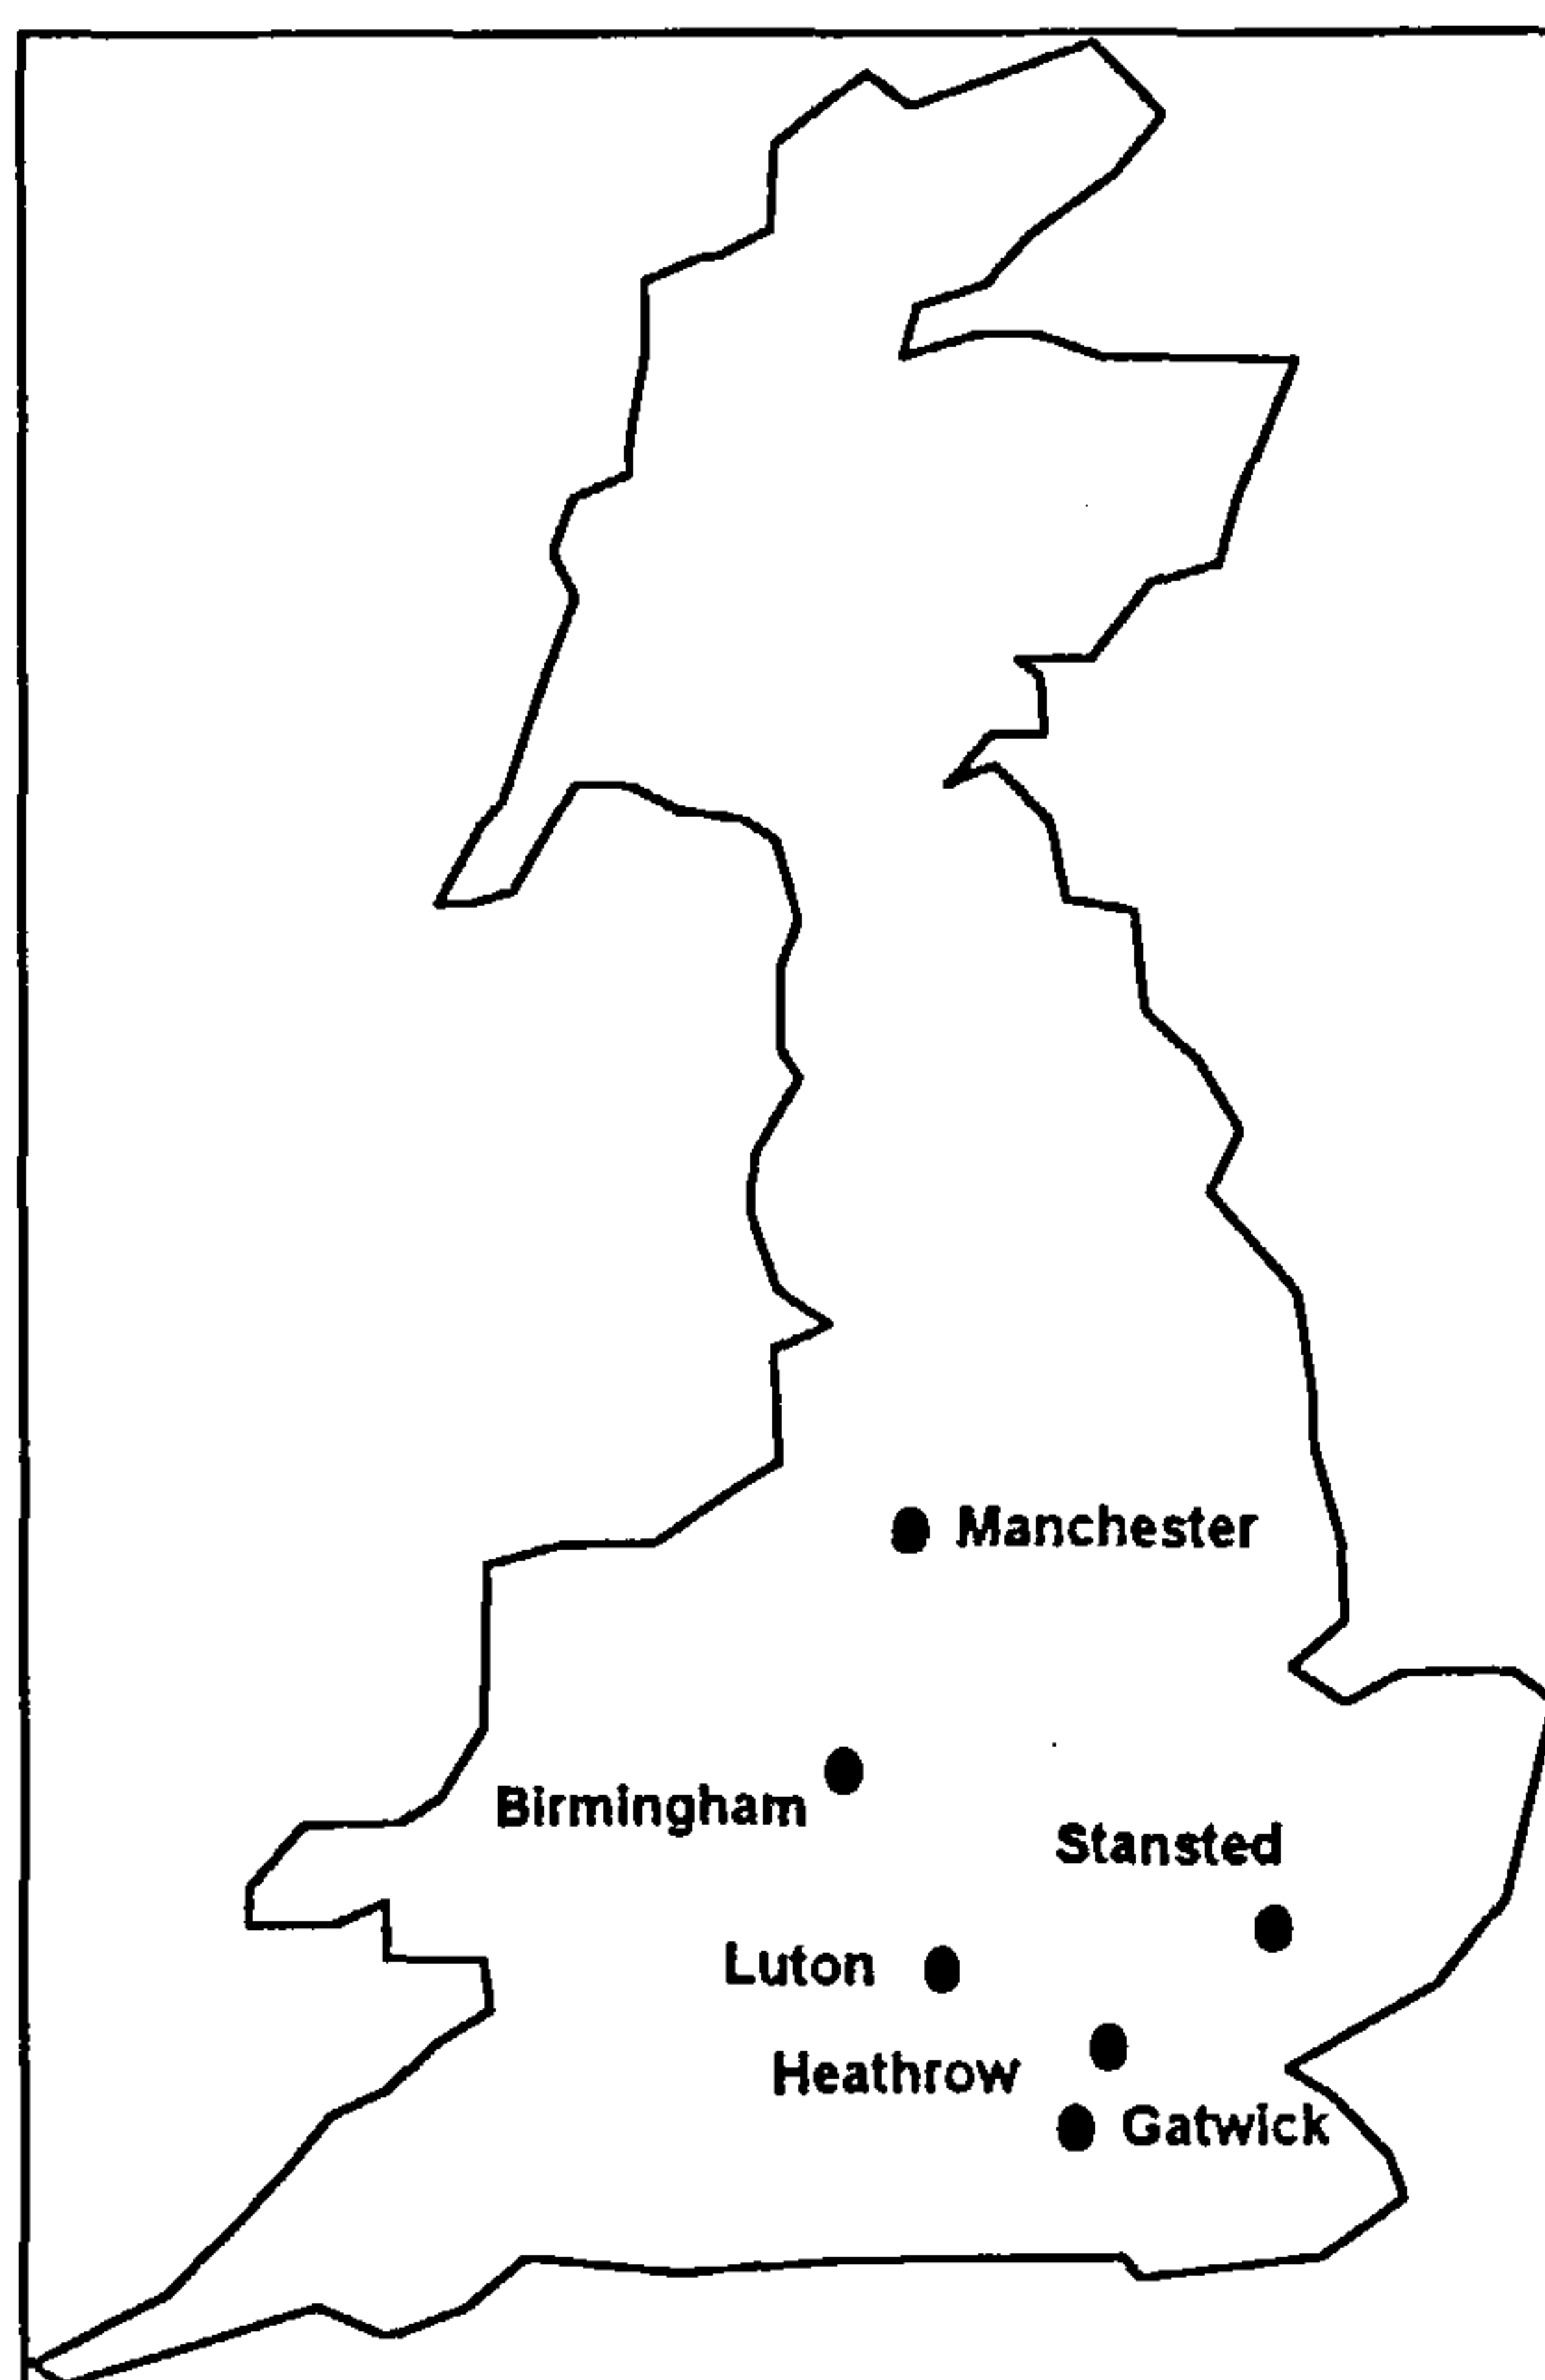 Manchester
Birmingham
Stansted
Luton
Heathrow
Gatwick